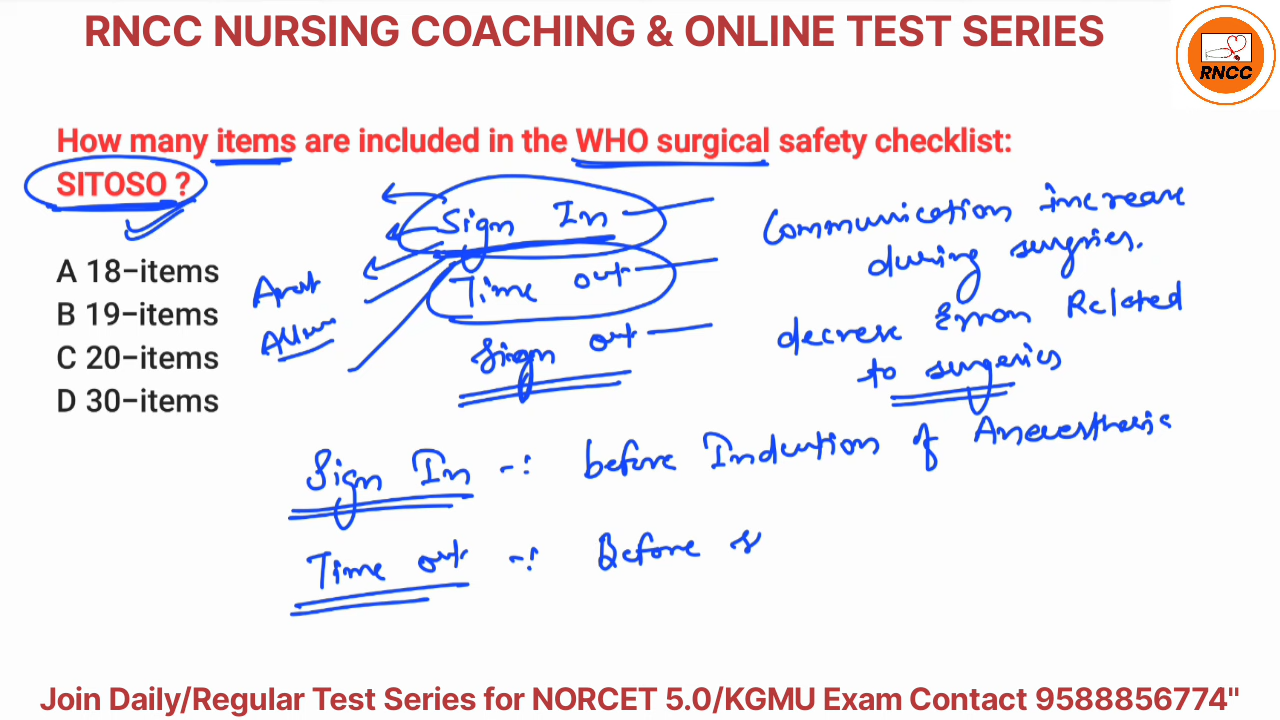 RNCC NURSING COACHING & ONLINE TEST SERIES
RNCC
How many items are included in the WHO surgical safety checklist:
SITOSO ?
A 18-items
B 19-items
C 20-items
D 30-items
Sign In
Time out
Sign out
Communication increase
during surgries.
decrese Error Related
to surgeries
Sign In -:
before Indution of Anaesthesia
Time out -: Before s
Join Daily/Regular Test Series for NORCET 5.0/KGMU Exam Contact 9588856774"